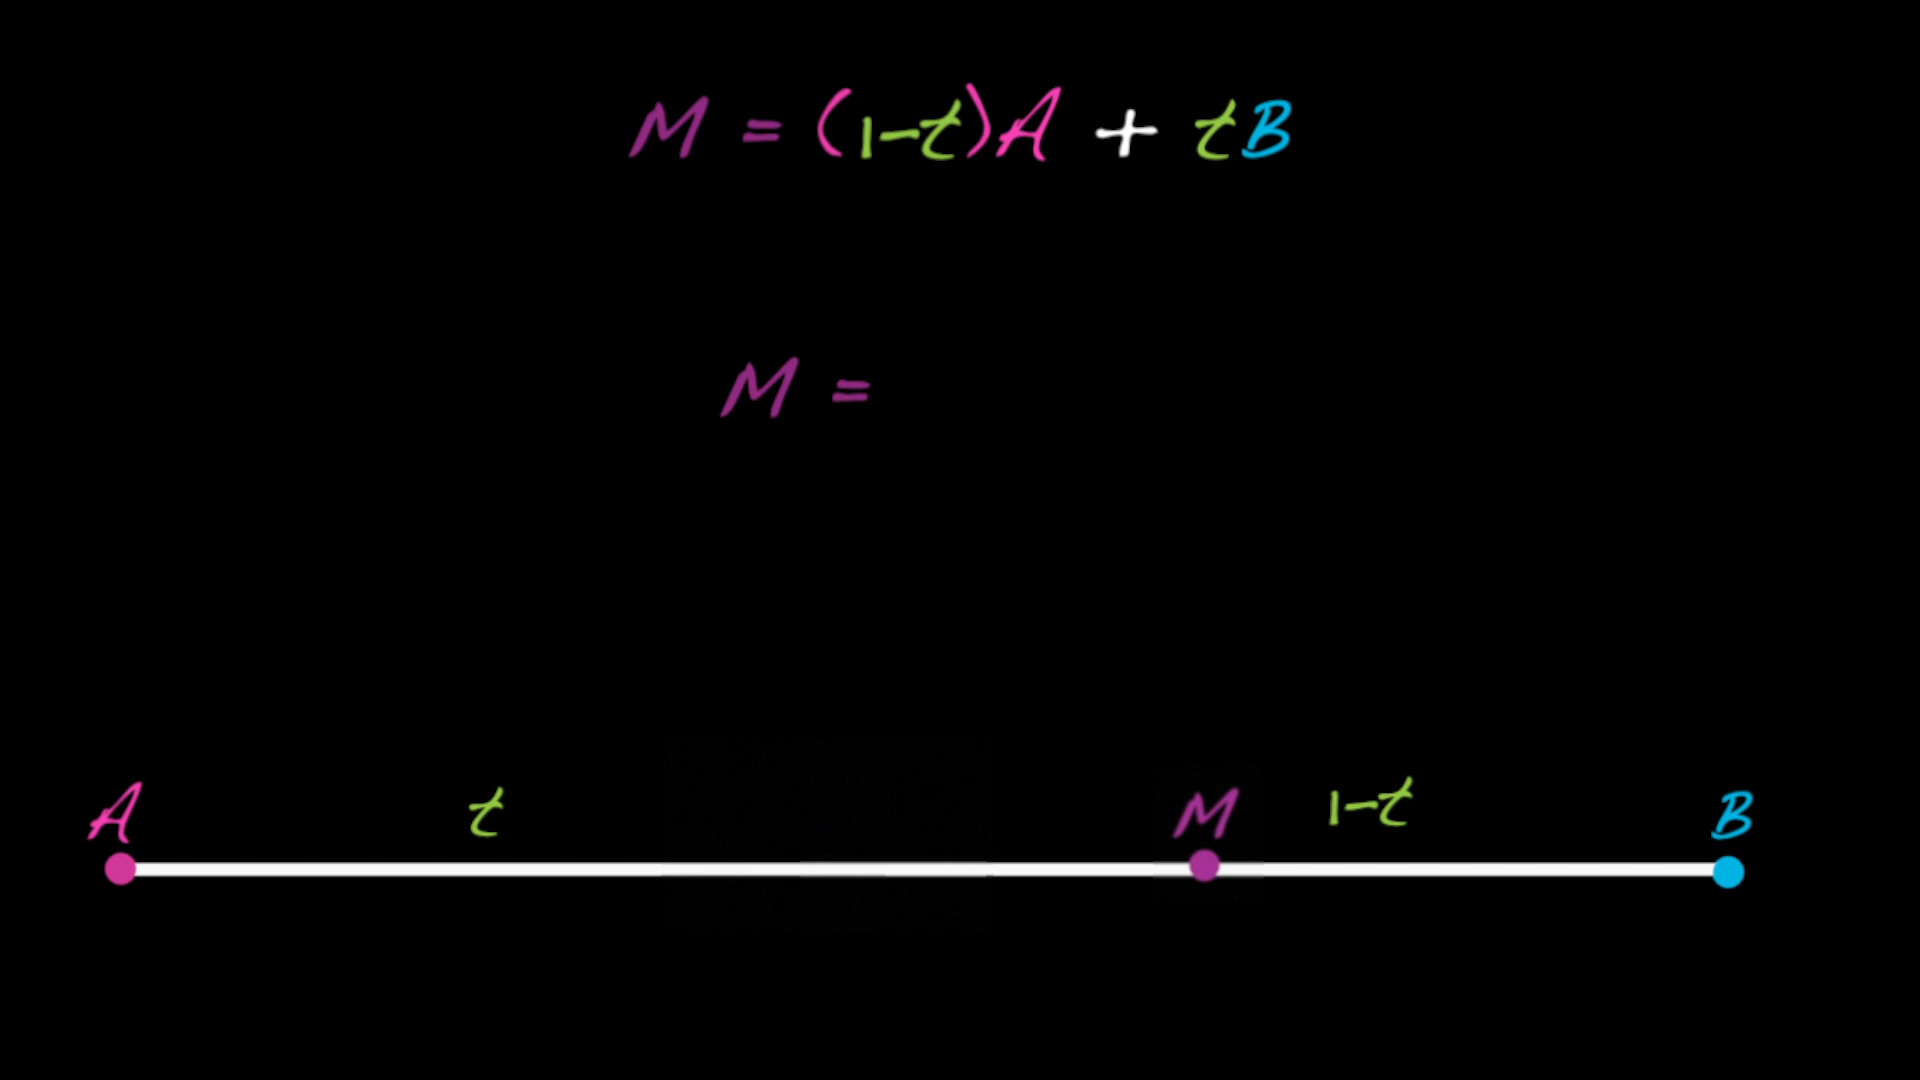 M = (1-t)A + tB
M =
A t M 1-t B